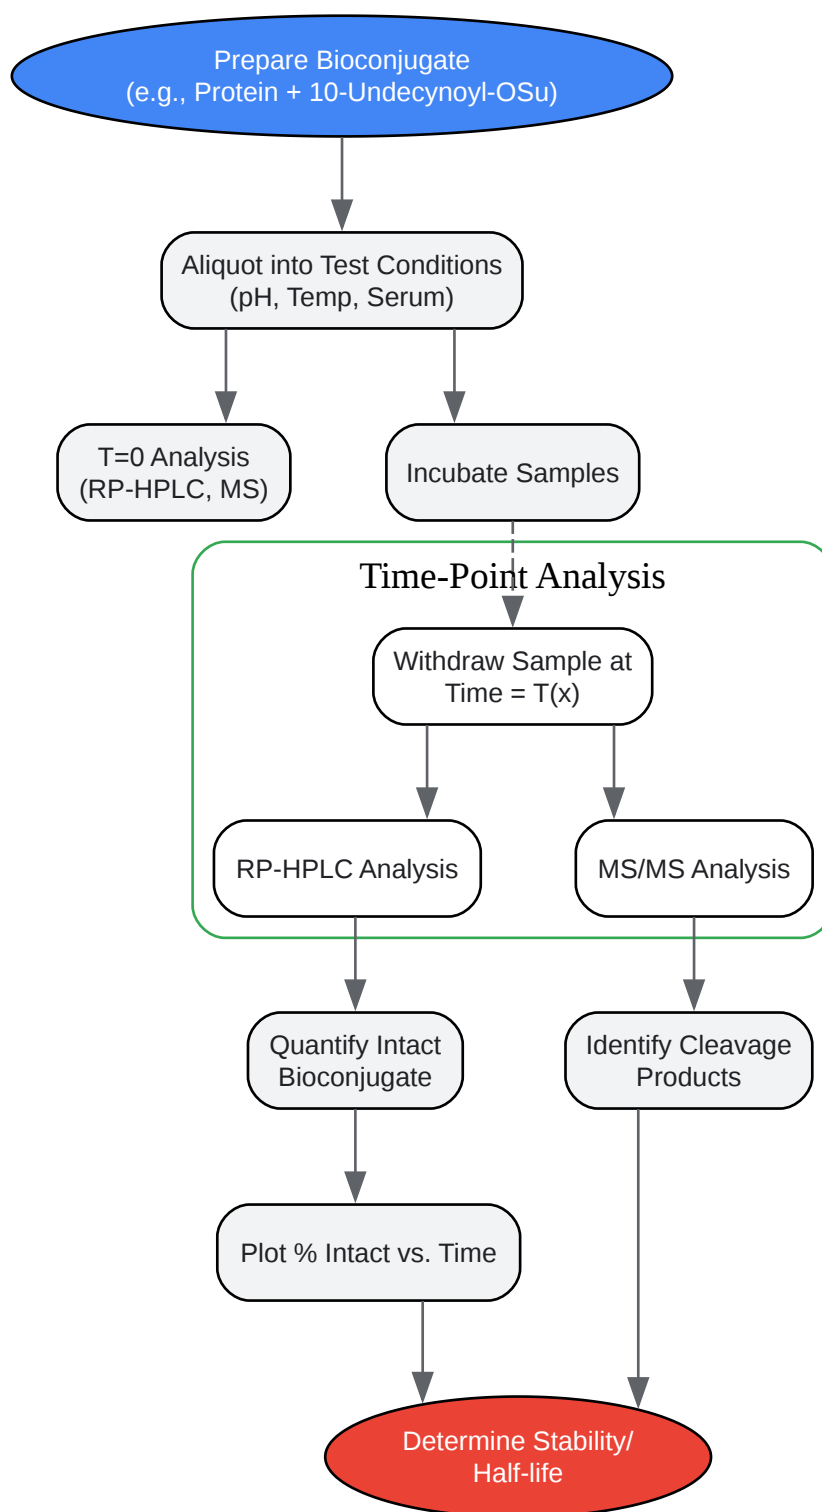 Prepare Bioconjugate
(e.g., Protein + 10-Undecynoyl-OSu)
Aliquot into Test Conditions
(pH, Temp, Serum)
T=0 Analysis
(RP-HPLC, MS)
Incubate Samples
Time-Point Analysis
Withdraw Sample at
Time = T(x)
RP-HPLC Analysis
MS/MS Analysis
Quantify Intact
Bioconjugate
Identify Cleavage
Products
Plot % Intact vs. Time
Determine Stability/
Half-life